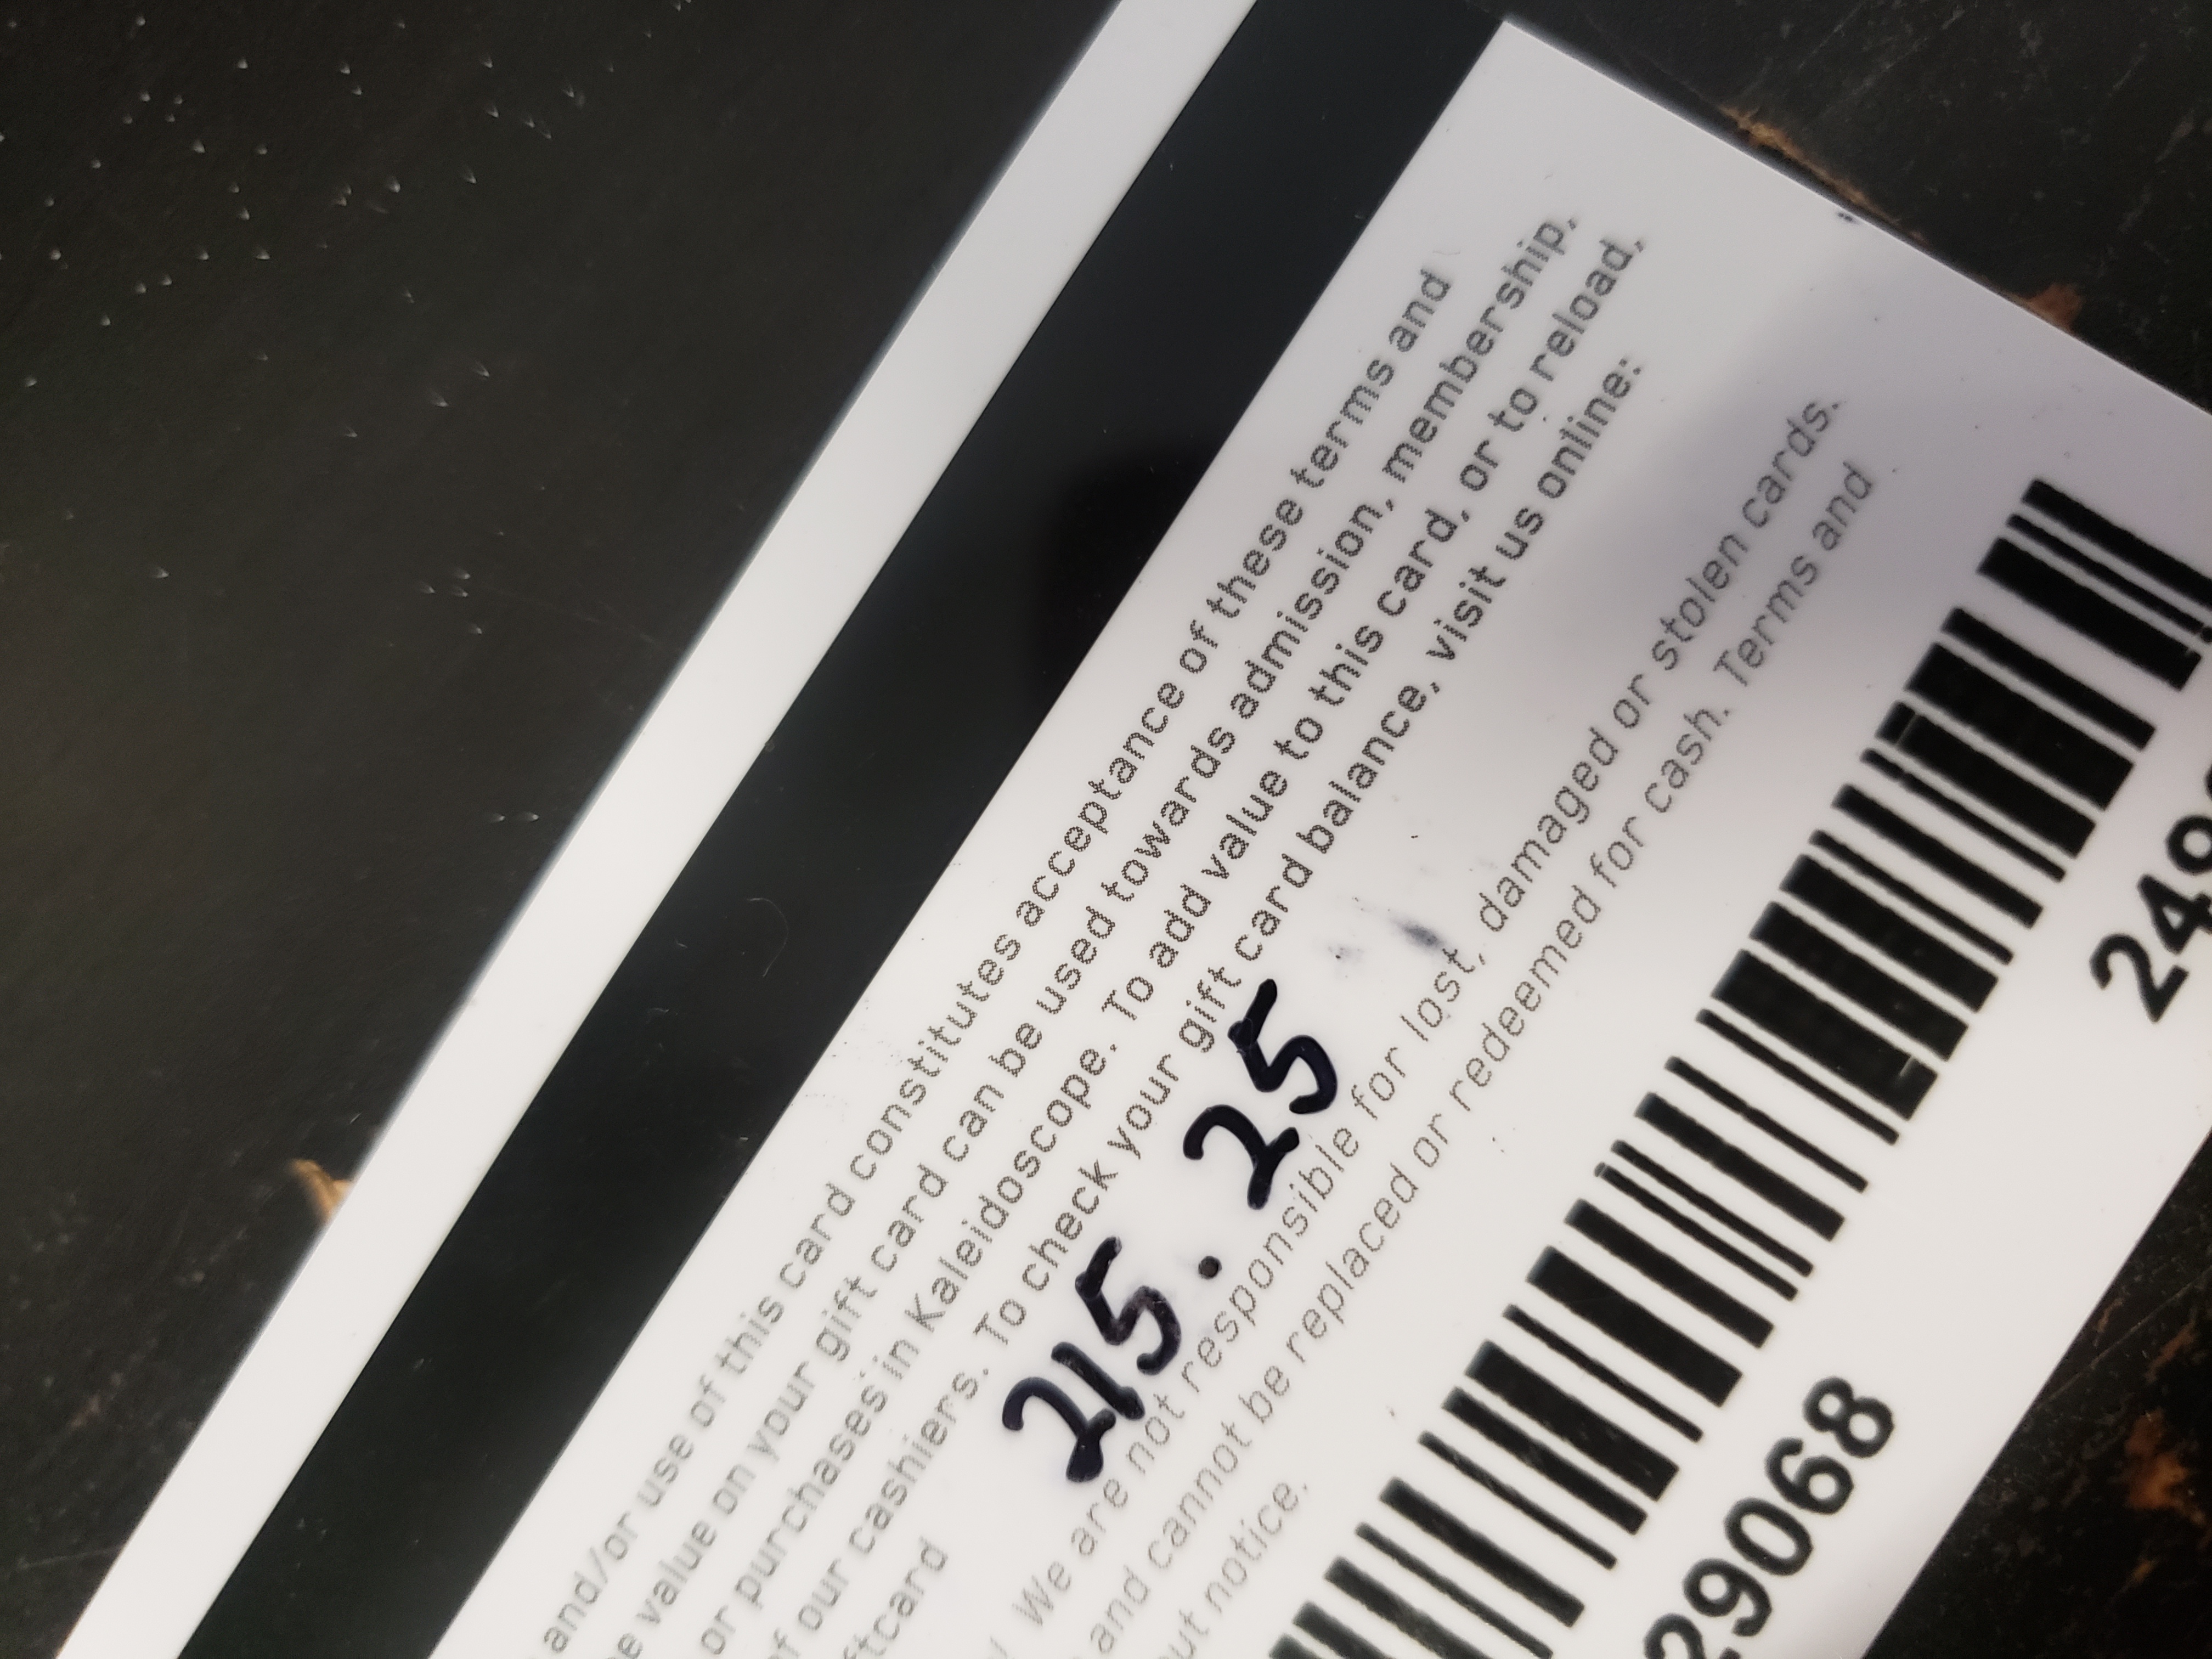 and/or use of this card constitutes acceptance of these terms and
value on your gift card can be used towards admission, membership,
or purchases in Kaleidoscope. To add value to this card, or to reload,
of our cashiers. To check your gift card balance, visit us online:
215.25
We are not responsible for lost, damaged or stolen cards.
and cannot be replaced or redeemed for cash. Terms and
notice.
29068 249